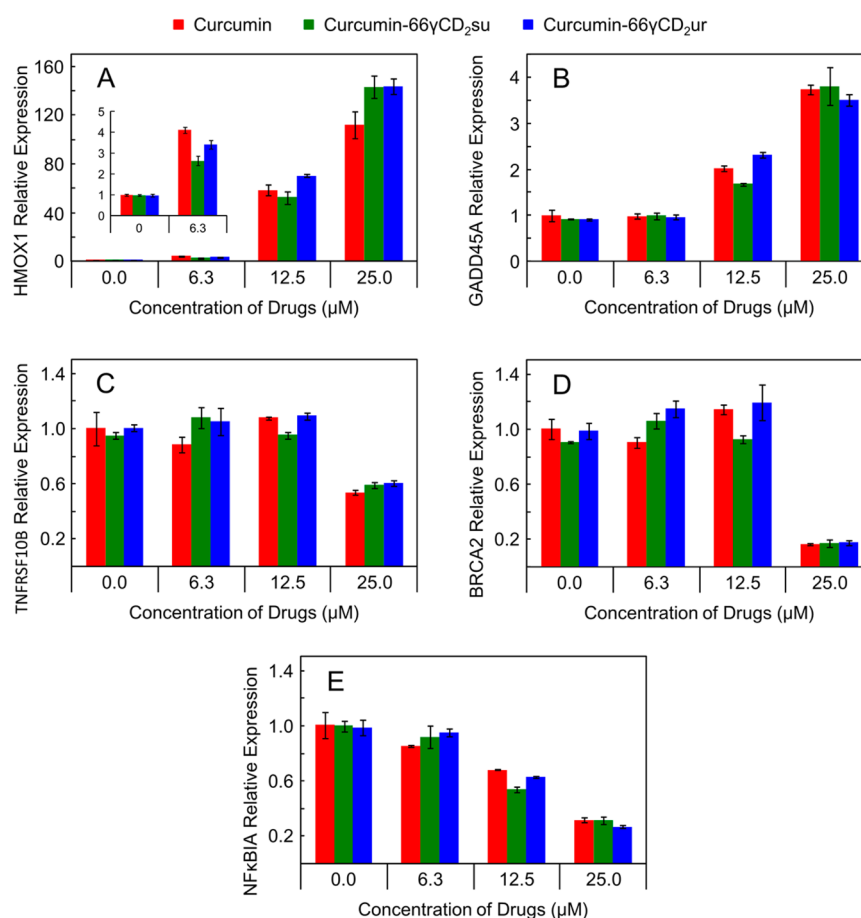 Curcumin Curcumin-66γCD₂su Curcumin-66γCD₂ur
A
HMOX1 Relative Expression
160
120
80
40
0
5
4
3
2
1
0
0 6.3
0.0 6.3 12.5 25.0
Concentration of Drugs (µM)
B
GADD45A Relative Expression
4
3
2
1
0
0.0 6.3 12.5 25.0
Concentration of Drugs (µM)
C
TNFRSF10B Relative Expression
1.4
1.0
0.6
0.2
0.0 6.3 12.5 25.0
Concentration of Drugs (µM)
D
BRCA2 Relative Expression
1.4
1.0
0.6
0.2
0.0 6.3 12.5 25.0
Concentration of Drugs (µM)
E
NFκBIA Relative Expression
1.4
1.0
0.6
0.2
0.0 6.3 12.5 25.0
Concentration of Drugs (µM)